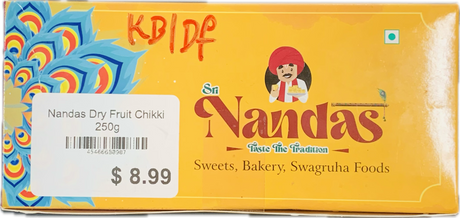 KB|Df
Sri
Nandas
Taste The Tradition
Sweets, Bakery, Swagruha Foods
Nandas Dry Fruit Chikki
250g
$ 8.99